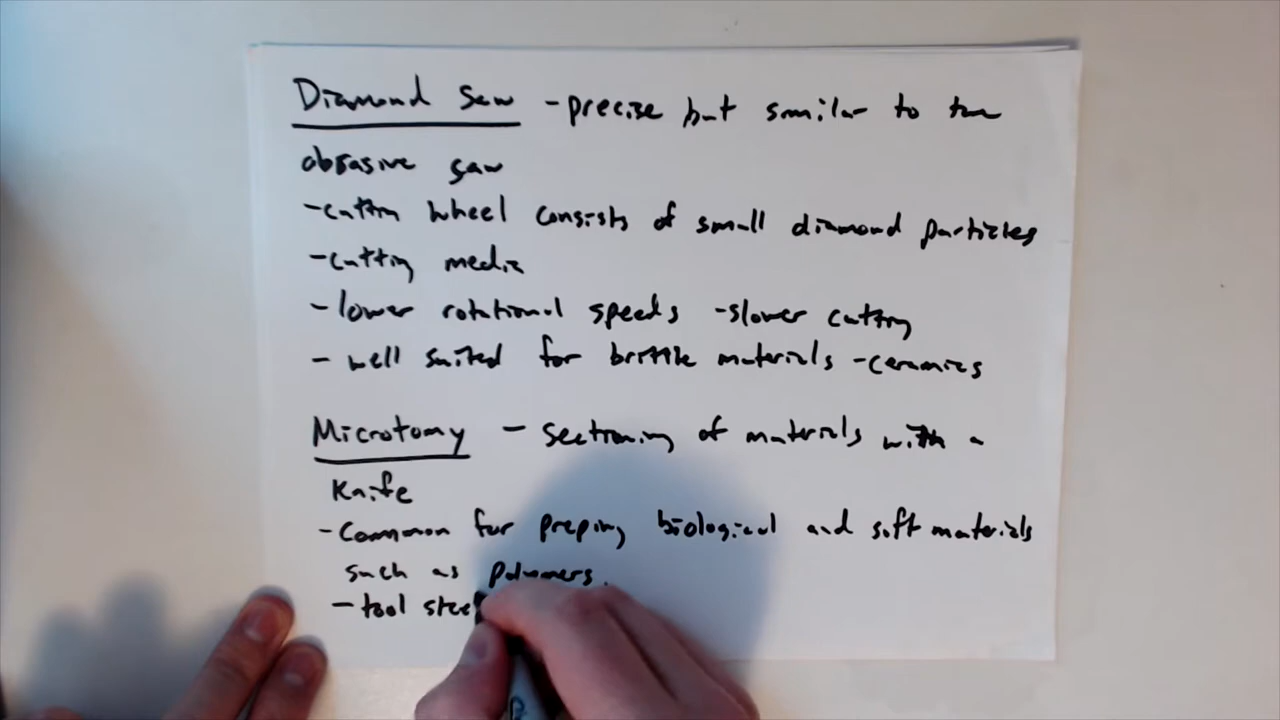 Diamond Saw - precise but similar to the
abrasive saw
- cutting wheel consists of small diamond particles
- cutting media
- lower rotational speeds - slower cutting
- well suited for brittle materials - ceramics
Microtomy - sectioning of materials with a
Knife
- Common for preping biological and soft materials
such as polymers.
- tool stee